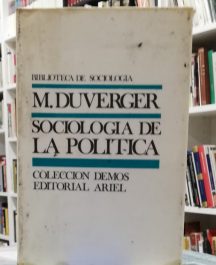 BIBLIOTECA DE SOCIOLOGIA
M. DUVERGER
SOCIOLOGIA DE
LA POLITICA
COLECCION DEMOS
EDITORIAL ARIEL